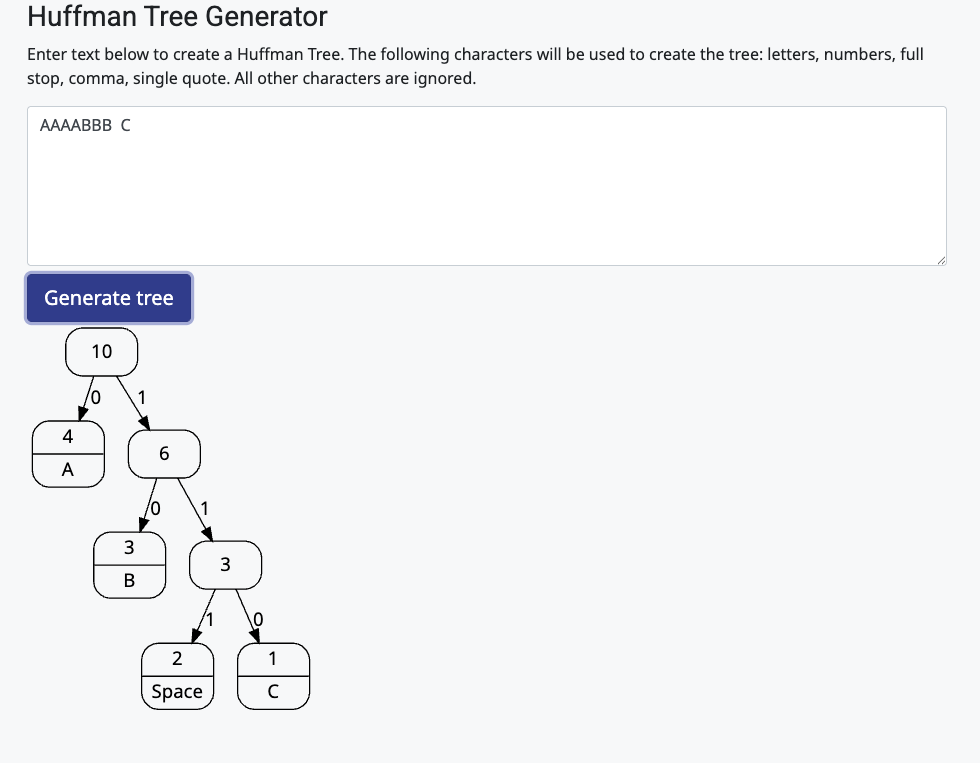 Huffman Tree Generator
Enter text below to create a Huffman Tree. The following characters will be used to create the tree: letters, numbers, full
stop, comma, single quote. All other characters are ignored.
AAAABBB  C
Generate tree
10
0 1
4
A
6
0 1
3
B
3
1 0
2
Space
1
C